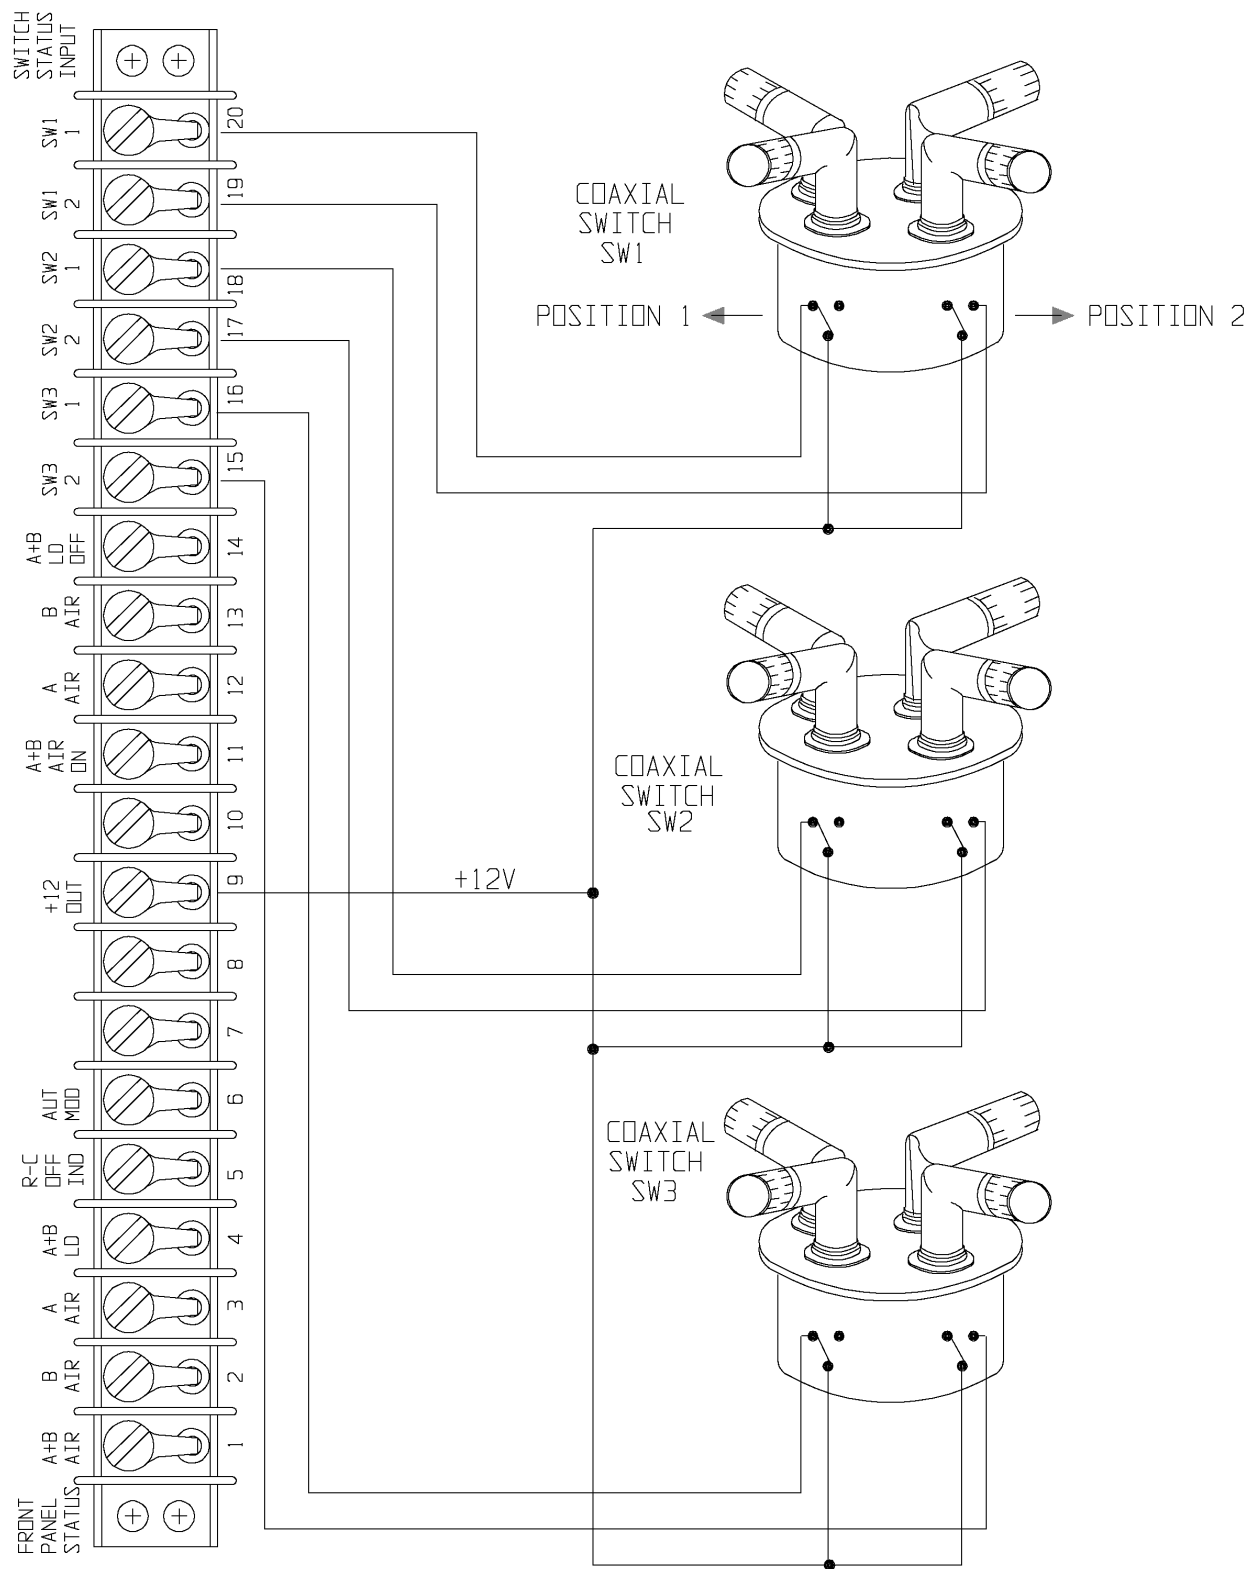 SWITCH
STATUS
INPUT
SW1
1
20
SW1
2
19
SW2
1
18
SW2
2
17
SW3
1
16
SW3
2
15
A+B
LD
OFF
14
B
AIR
13
A
AIR
12
A+B
AIR
ON
11
10
+12
OUT
9
8
7
AUT
MOD
6
R-C
OFF
IND
5
A+B
LD
4
A
AIR
3
B
AIR
2
A+B
AIR
1
FRONT
PANEL
STATUS
COAXIAL
SWITCH
SW1
POSITION 1
POSITION 2
COAXIAL
SWITCH
SW2
+12V
COAXIAL
SWITCH
SW3